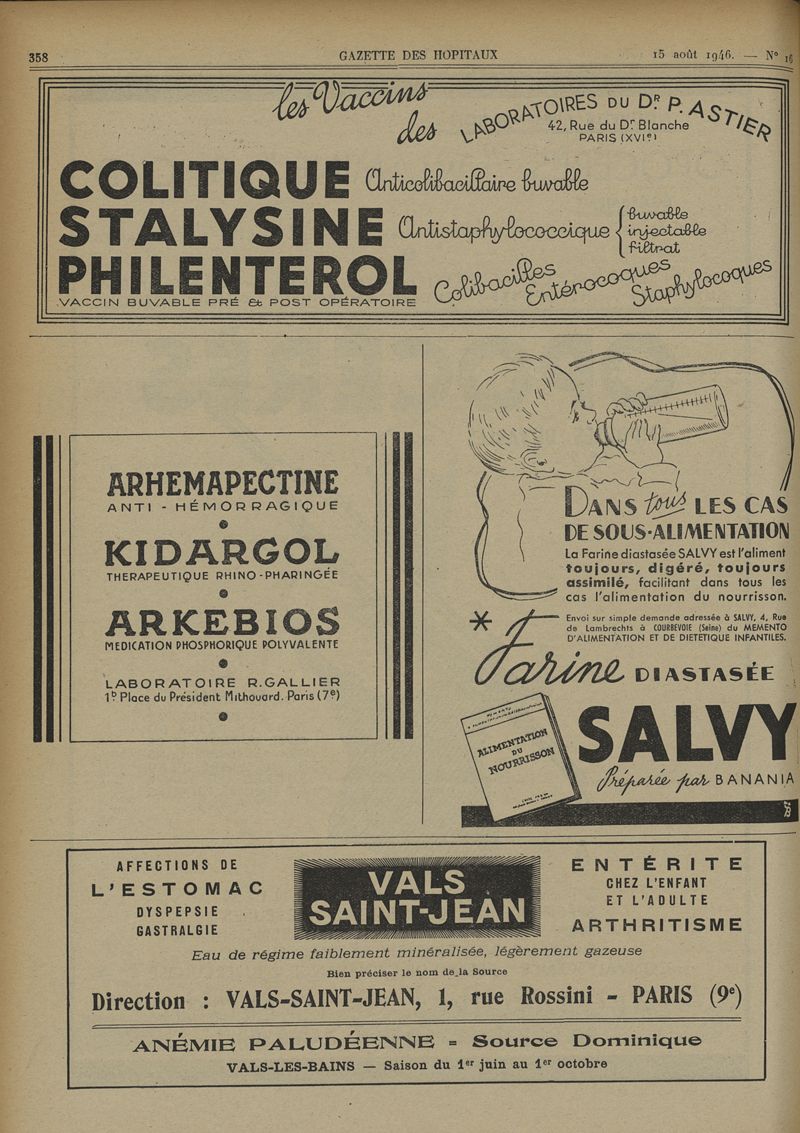 358 GAZETTE DES HOPITAUX 15 août 1946. — N° 16
les Vaccins
des
LABORATOIRES DU Dr P. ASTIER
42, Rue du Dr Blanche
PARIS (XVIe)
COLITIQUE Anticolibacillaire buvable
STALYSINE Antistaphylococcique { buvable
injectable
filtrat
PHILENTEROL Colibacilles
Entérocoques
Staphylocoques
VACCIN BUVABLE PRÉ & POST OPÉRATOIRE
ARHEMAPECTINE
ANTI - HÉMORRAGIQUE
KIDARGOL
THERAPEUTIQUE RHINO-PHARINGÉE
ARKEBIOS
MEDICATION PHOSPHORIQUE POLYVALENTE
LABORATOIRE R. GALLIER
1b Place du Président Mithouard. Paris (7e)
DANS tous LES CAS
DE SOUS-ALIMENTATION
La Farine diastasée SALVY est l'aliment
toujours, digéré, toujours
assimilé, facilitant dans tous les
cas l'alimentation du nourrisson.
* Envoi sur simple demande adressée à SALVY, 4, Rue
de Lambrechts à COURBEVOIE (Seine) du MEMENTO
D'ALIMENTATION ET DE DIETETIQUE INFANTILES.
Farine DIASTASÉE
SALVY
Préparée par BANANIA
ALIMENTATION
DU
NOURRISSON
AFFECTIONS DE
L'ESTOMAC
DYSPEPSIE
GASTRALGIE
VALS
SAINT-JEAN
ENTÉRITE
CHEZ L'ENFANT
ET L'ADULTE
ARTHRITISME
Eau de régime faiblement minéralisée, légèrement gazeuse
Bien préciser le nom de la Source
Direction : VALS-SAINT-JEAN, 1, rue Rossini - PARIS (9e)
ANÉMIE PALUDÉENNE = Source Dominique
VALS-LES-BAINS — Saison du 1er juin au 1er octobre